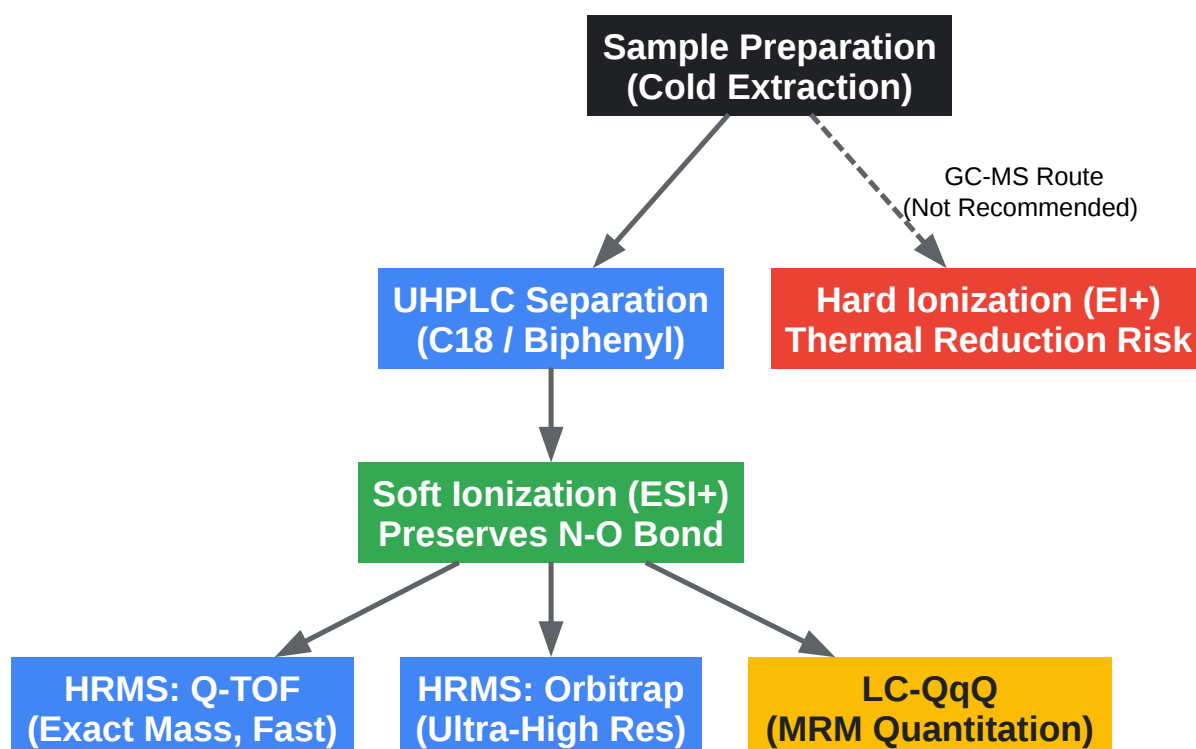 Sample Preparation
(Cold Extraction)
GC-MS Route
(Not Recommended)
UHPLC Separation
(C18 / Biphenyl)
Hard Ionization (EI+)
Thermal Reduction Risk
Soft Ionization (ESI+)
Preserves N-O Bond
HRMS: Q-TOF
(Exact Mass, Fast)
HRMS: Orbitrap
(Ultra-High Res)
LC-QqQ
(MRM Quantitation)